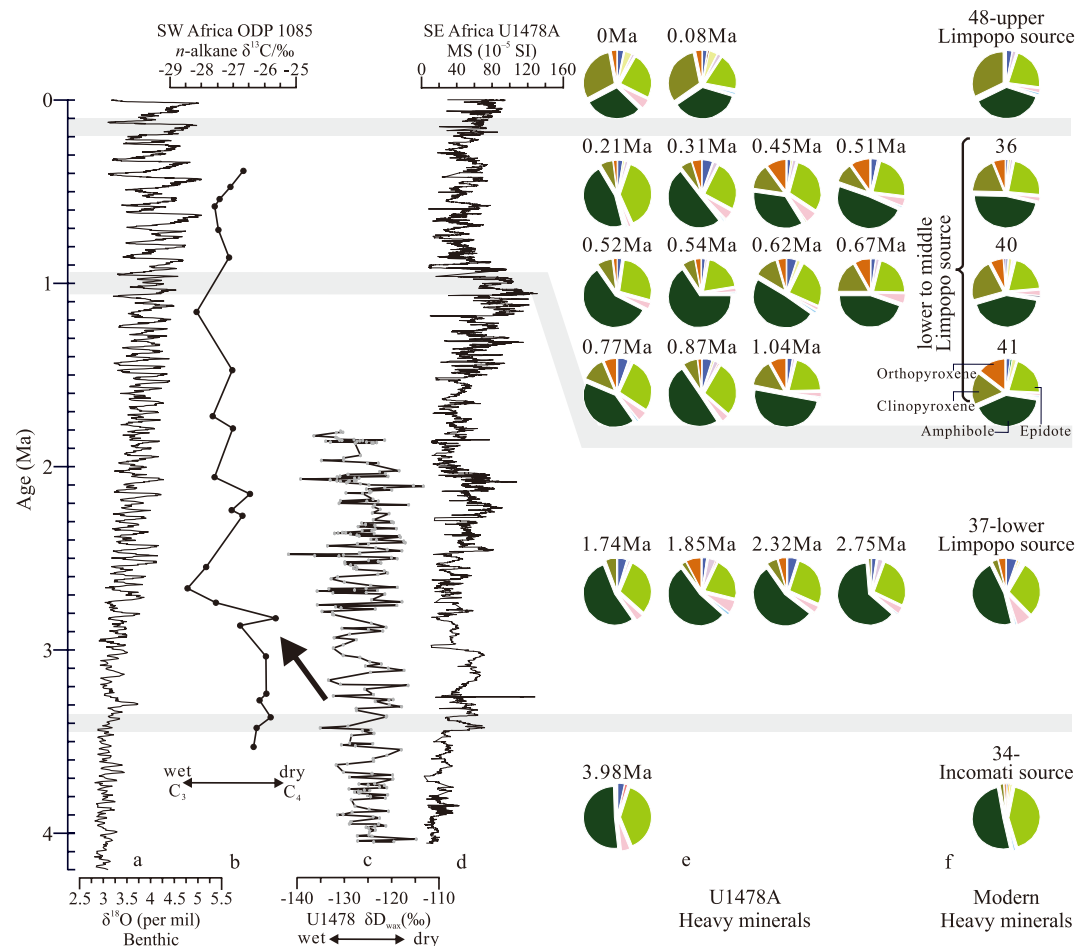 SW Africa ODP 1085
n-alkane δ¹³C/‰
-29 -28 -27 -26 -25
SE Africa U1478A
MS (10⁻⁵ SI)
0 40 80 120 160
0Ma 0.08Ma
48-upper
Limpopo source
0.21Ma 0.31Ma 0.45Ma 0.51Ma 36
0.52Ma 0.54Ma 0.62Ma 0.67Ma 40
0.77Ma 0.87Ma 1.04Ma 41
lower to middle
Limpopo source
Orthopyroxene
Clinopyroxene
Amphibole Epidote
1.74Ma 1.85Ma 2.32Ma 2.75Ma
37-lower
Limpopo source
3.98Ma
34-
Incomati source
Age (Ma)
0
1
2
3
4
wet dry
C₃ C₄
a b c d e f
2.5 3 3.5 4 4.5 5 5.5
δ¹⁸O (per mil)
Benthic
-140 -130 -120 -110
U1478 δD_wax(‰)
wet dry
U1478A
Heavy minerals
Modern
Heavy minerals